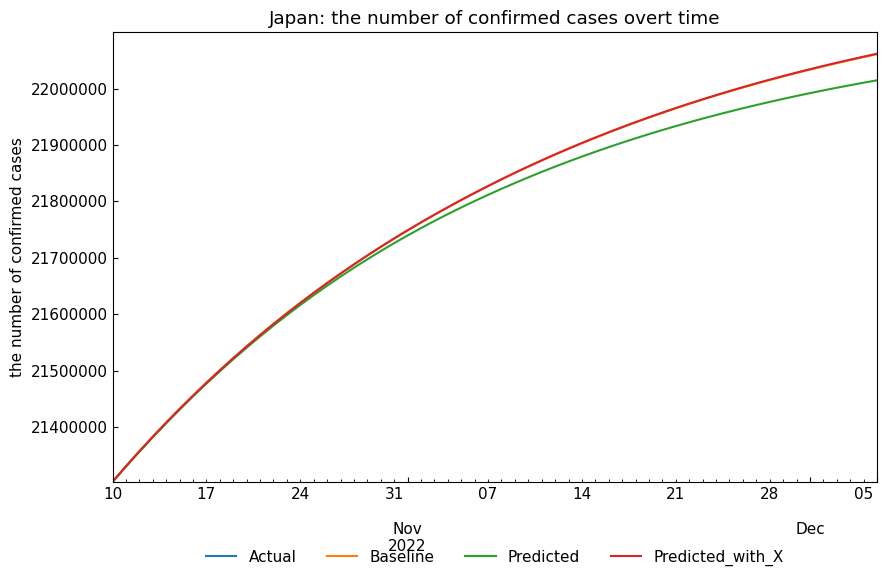 Japan: the number of confirmed cases overt time
the number of confirmed cases
22000000
21900000
21800000
21700000
21600000
21500000
21400000
10 17 24 31 07 14 21 28 05
Nov Dec
2022
Actual Baseline Predicted Predicted_with_X